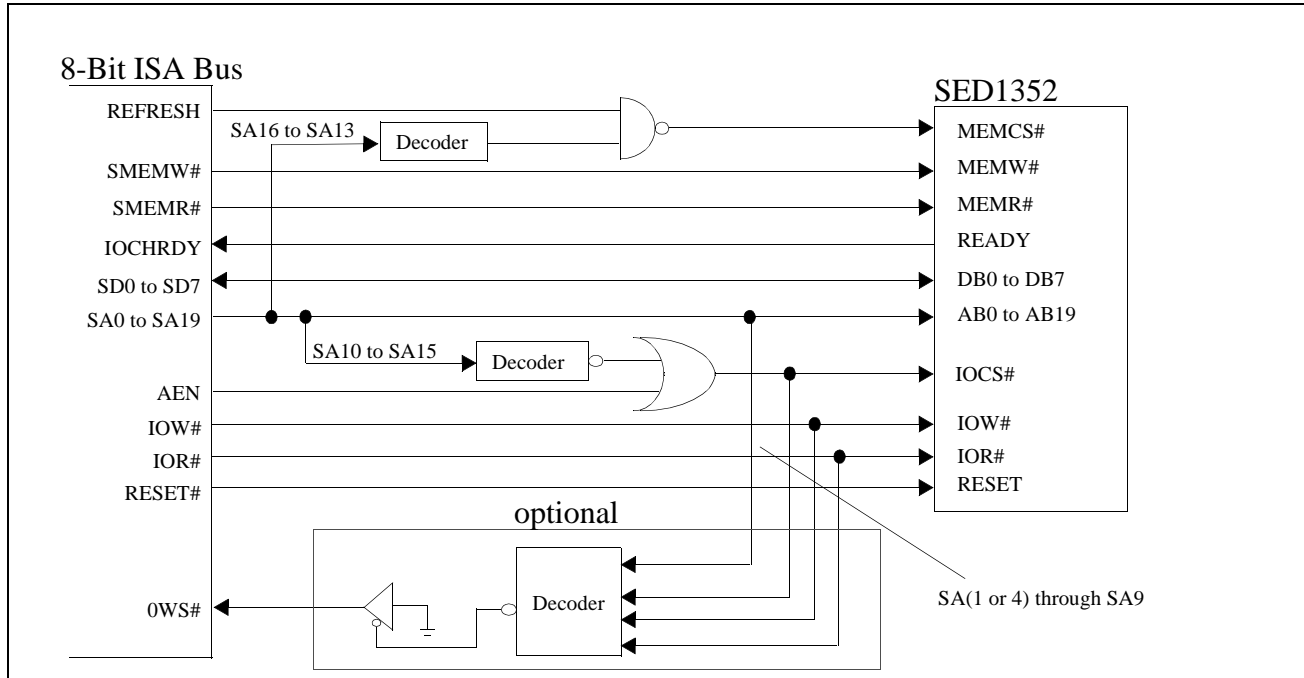 8-Bit ISA Bus
SED1352
REFRESH
SA16 to SA13
Decoder
MEMCS#
SMEMW#
MEMW#
SMEMR#
MEMR#
IOCHRDY
READY
SD0 to SD7
DB0 to DB7
SA0 to SA19
AB0 to AB19
SA10 to SA15
Decoder
IOCS#
AEN
IOW#
IOW#
IOR#
IOR#
RESET#
RESET
optional
0WS#
Decoder
SA(1 or 4) through SA9